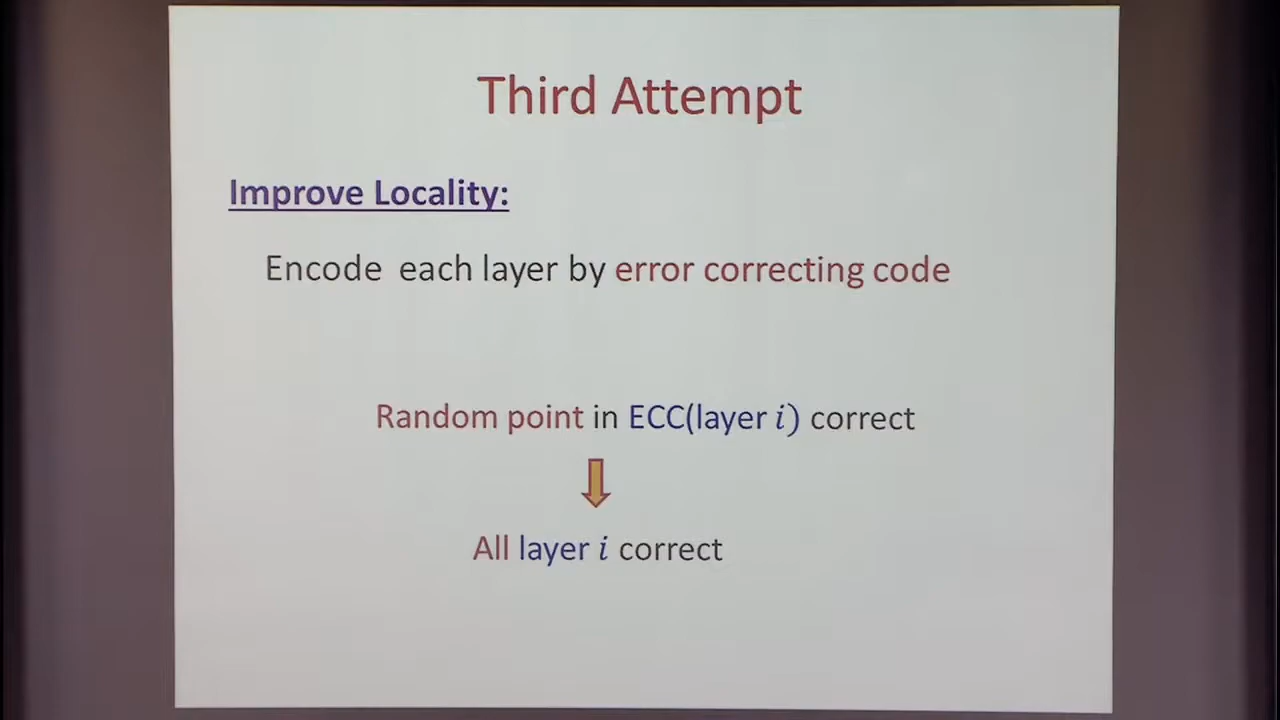 Third Attempt
Improve Locality:
Encode each layer by error correcting code
Random point in ECC(layer i) correct
All layer i correct